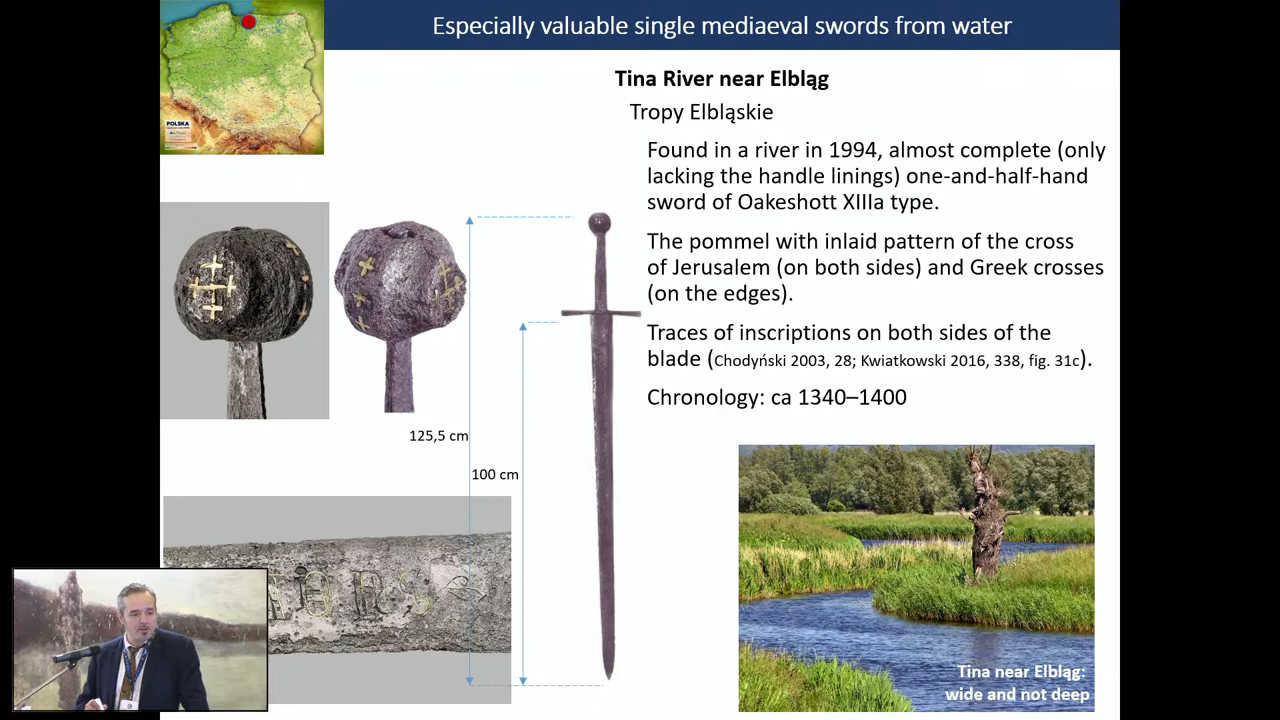 Especially valuable single mediaeval swords from water
POLSKA
Tina River near Elbląg
Tropy Elbląskie
Found in a river in 1994, almost complete (only
lacking the handle linings) one-and-half-hand
sword of Oakeshott XIIIa type.
The pommel with inlaid pattern of the cross
of Jerusalem (on both sides) and Greek crosses
(on the edges).
Traces of inscriptions on both sides of the
blade (Chodyński 2003, 28; Kwiatkowski 2016, 338, fig. 31c).
Chronology: ca 1340–1400
125,5 cm
100 cm
Tina near Elbląg:
wide and not deep